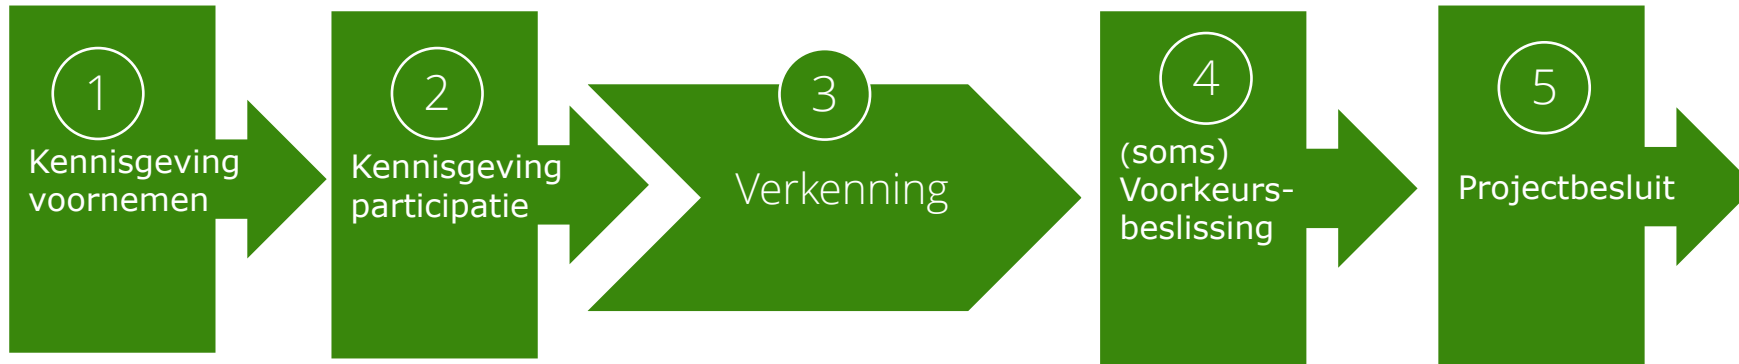 1
Kennisgeving
voornemen
2
Kennisgeving
participatie
3
Verkenning
4
(soms)
Voorkeurs-
beslissing
5
Projectbesluit